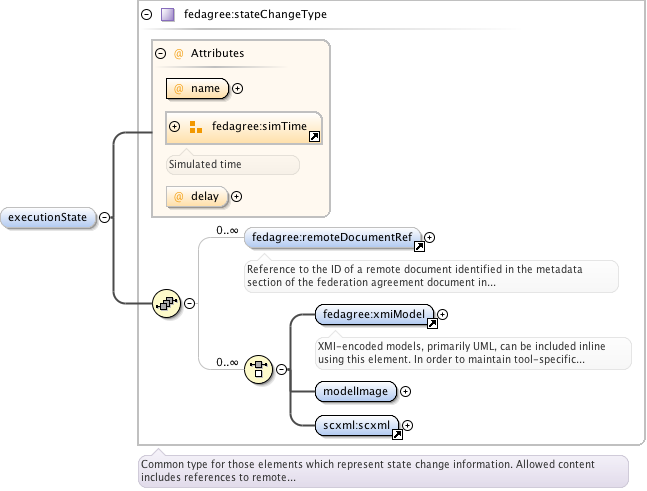 fedagree:stateChangeType
@ Attributes
@ name
fedagree:simTime
Simulated time
@ delay
executionState
0..∞
fedagree:remoteDocumentRef
Reference to the ID of a remote document identified in the metadata
section of the federation agreement document in...
fedagree:xmiModel
XMI-encoded models, primarily UML, can be included inline
using this element. In order to maintain tool-specific...
0..∞
modelImage
scxml:scxml
Common type for those elements which represent state change information. Allowed content
includes references to remote...